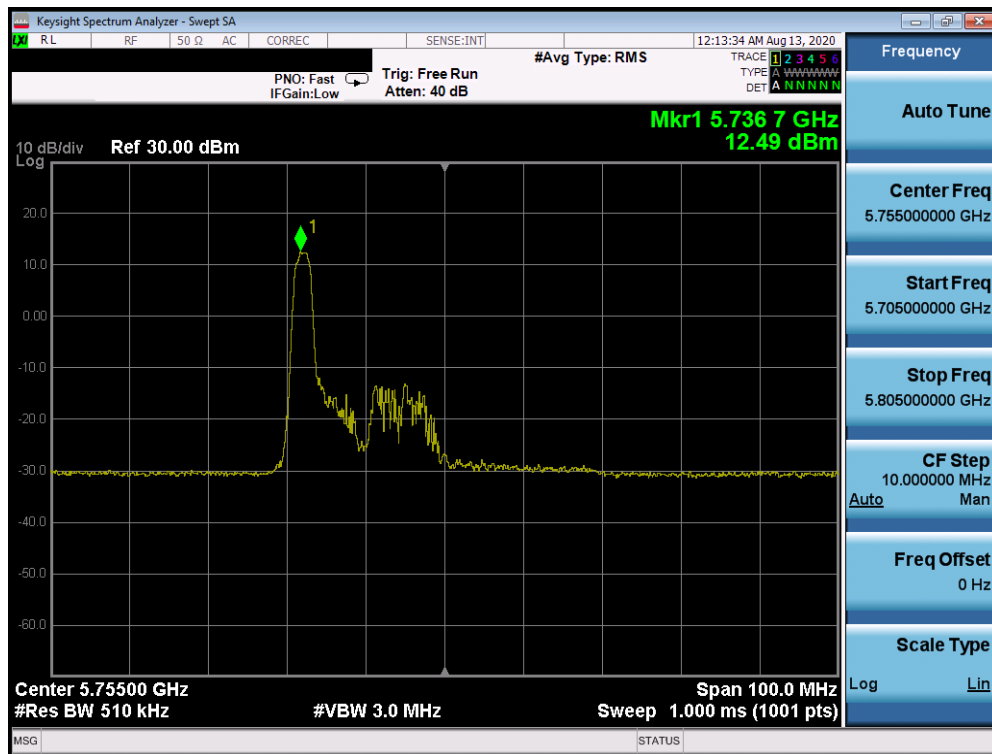 Keysight Spectrum Analyzer - Swept SA
LXI RL RF 50 Ω AC CORREC SENSE:INT 12:13:34 AM Aug 13, 2020
Frequency
#Avg Type: RMS TRACE 1 2 3 4 5 6
PNO: Fast Trig: Free Run TYPE A WWWWW
IFGain:Low Atten: 40 dB DET A N N N N N
Auto Tune
Mkr1 5.736 7 GHz
10 dB/div Ref 30.00 dBm 12.49 dBm
Log
1
20.0
10.0
0.00
-10.0
-20.0
-30.0
-40.0
-50.0
-60.0
Center 5.75500 GHz Span 100.0 MHz
#Res BW 510 kHz #VBW 3.0 MHz Sweep 1.000 ms (1001 pts)
Center Freq
5.755000000 GHz
Start Freq
5.705000000 GHz
Stop Freq
5.805000000 GHz
CF Step
10.000000 MHz
Auto Man
Freq Offset
0 Hz
Scale Type
Log Lin
MSG STATUS